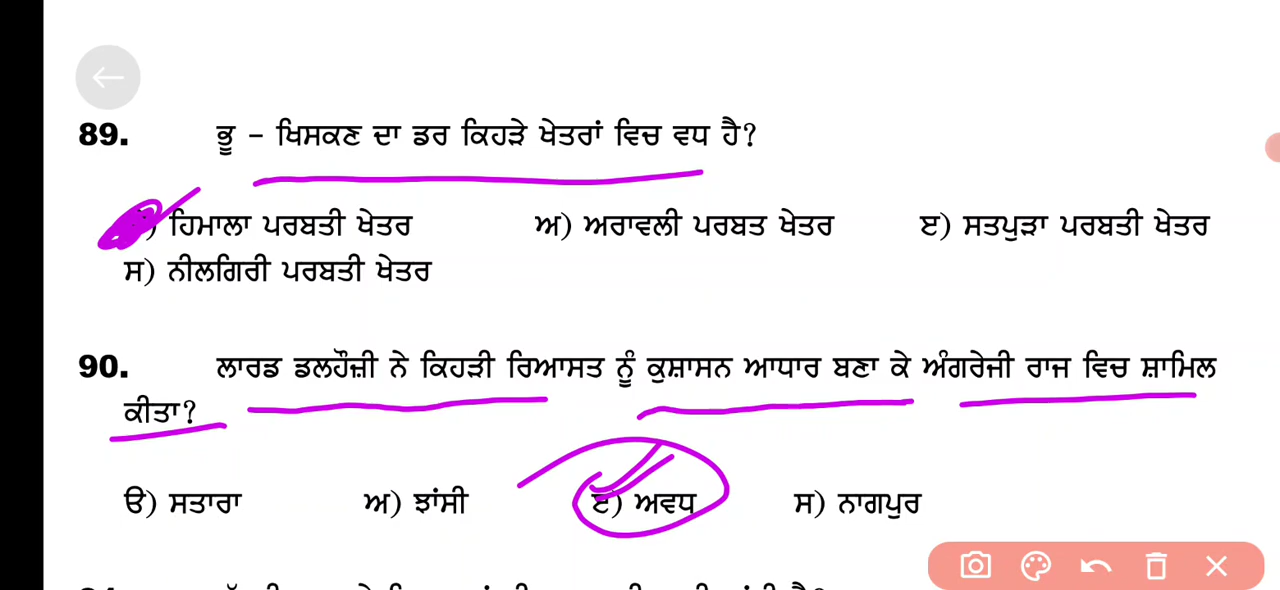 89. ਭੂ - ਖਿਸਕਣ ਦਾ ਡਰ ਕਿਹੜੇ ਖੇਤਰਾਂ ਵਿਚ ਵਧ ਹੈ?
) ਹਿਮਾਲਾ ਪਰਬਤੀ ਖੇਤਰ ਅ) ਅਰਾਵਲੀ ਪਰਬਤ ਖੇਤਰ ੲ) ਸਤਪੁੜਾ ਪਰਬਤੀ ਖੇਤਰ
ਸ) ਨੀਲਗਿਰੀ ਪਰਬਤੀ ਖੇਤਰ
90. ਲਾਰਡ ਡਲਹੌਜ਼ੀ ਨੇ ਕਿਹੜੀ ਰਿਆਸਤ ਨੂੰ ਕੁਸ਼ਾਸਨ ਆਧਾਰ ਬਣਾ ਕੇ ਅੰਗਰੇਜੀ ਰਾਜ ਵਿਚ ਸ਼ਾਮਿਲ
ਕੀਤਾ?
ੳ) ਸਤਾਰਾ ਅ) ਝਾਂਸੀ ੲ) ਅਵਧ ਸ) ਨਾਗਪੁਰ